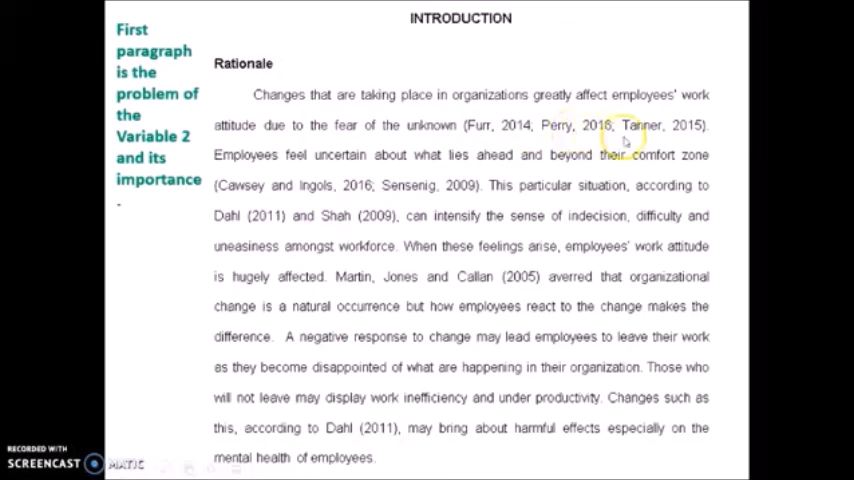 INTRODUCTION
First
paragraph
is the
problem of
the
Variable 2
and its
importance
.
Rationale
Changes that are taking place in organizations greatly affect employees' work
attitude due to the fear of the unknown (Furr, 2014; Perry, 2016; Tanner, 2015).
Employees feel uncertain about what lies ahead and beyond their comfort zone
(Cawsey and Ingols, 2016; Sensenig, 2009). This particular situation, according to
Dahl (2011) and Shah (2009), can intensify the sense of indecision, difficulty and
uneasiness amongst workforce. When these feelings arise, employees' work attitude
is hugely affected. Martin, Jones and Callan (2005) averred that organizational
change is a natural occurrence but how employees react to the change makes the
difference. A negative response to change may lead employees to leave their work
as they become disappointed of what are happening in their organization. Those who
will not leave may display work inefficiency and under productivity. Changes such as
this, according to Dahl (2011), may bring about harmful effects especially on the
mental health of employees.
RECORDED WITH
SCREENCAST MATIC